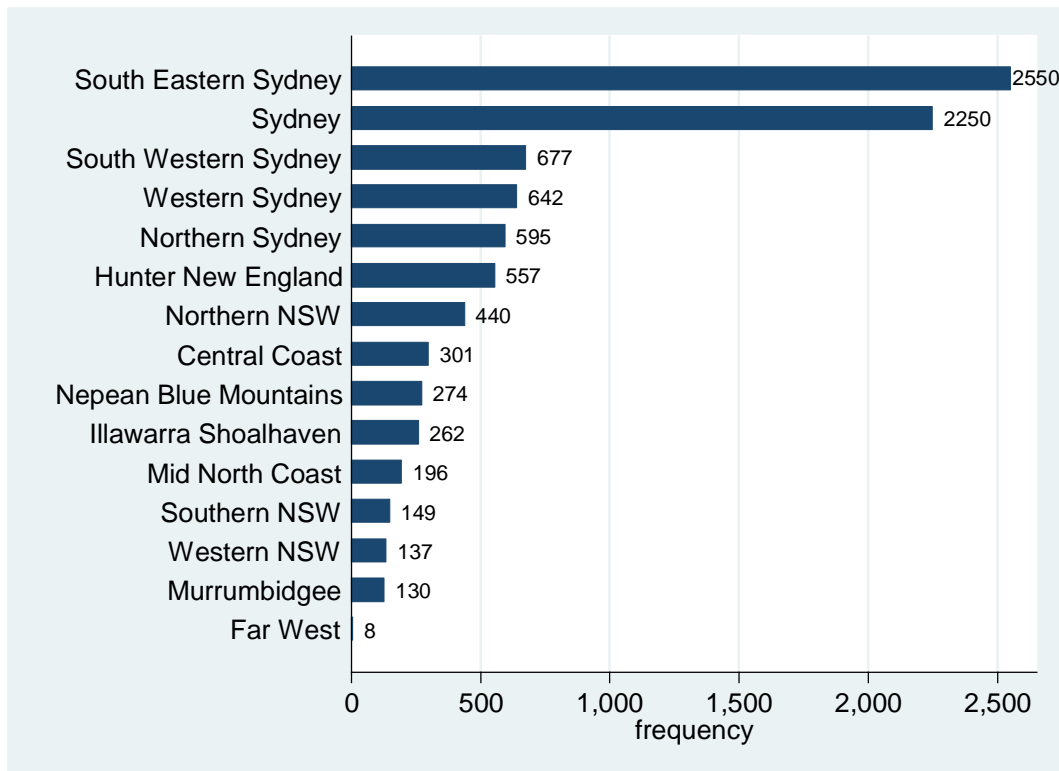 South Eastern Sydney 2550
Sydney 2250
South Western Sydney 677
Western Sydney 642
Northern Sydney 595
Hunter New England 557
Northern NSW 440
Central Coast 301
Nepean Blue Mountains 274
Illawarra Shoalhaven 262
Mid North Coast 196
Southern NSW 149
Western NSW 137
Murrumbidgee 130
Far West 8
0 500 1,000 1,500 2,000 2,500
frequency